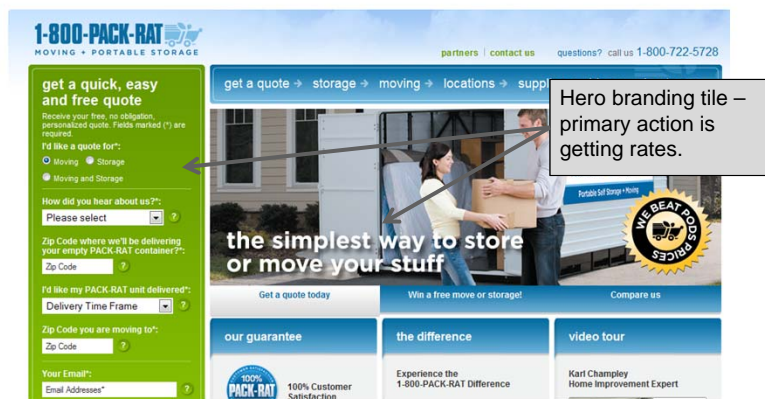 1-800-PACK-RAT
MOVING + PORTABLE STORAGE
partners | contact us
questions? call us 1-800-722-5728
get a quick, easy
and free quote
Receive your free, no obligation,
personalized quote. Fields marked (*) are
required.
I'd like a quote for*:
Moving Storage
Moving and Storage
How did you hear about us?*:
Please select
?
Zip Code where we'll be delivering
your empty PACK-RAT container?*:
Zip Code
?
I'd like my PACK-RAT unit delivered*:
Delivery Time Frame
?
Zip Code you are moving to*:
Zip Code
?
Your Email*:
Email Addresses*
?
get a quote → storage → moving → locations →
Hero branding tile –
primary action is
getting rates.
Portable Self Storage + Moving
WE BEAT PODS
PRICES
the simplest way to store
or move your stuff
Get a quote today
Win a free move or storage!
Compare us
our guarantee
100%
PACK-RAT
100% Customer
Satisfaction
the difference
Experience the
1-800-PACK-RAT Difference
video tour
Karl Champley
Home Improvement Expert